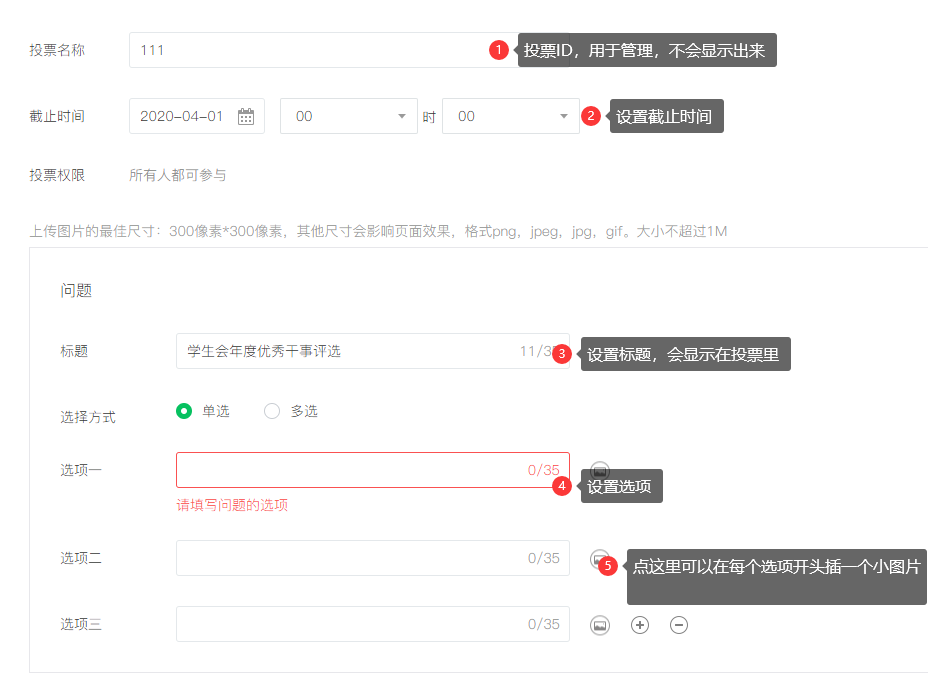 投票名称 111 1 投票ID，用于管理，不会显示出来
截止时间 2020-04-01 00 时 00 2 设置截止时间
投票权限 所有人都可参与
上传图片的最佳尺寸：300像素*300像素，其他尺寸会影响页面效果，格式png，jpeg，jpg，gif。大小不超过1M
问题
标题 学生会年度优秀干事评选 11/35 3 设置标题，会显示在投票里
选择方式 单选 多选
选项一 0/35 4 设置选项
请填写问题的选项
选项二 0/35 5 点这里可以在每个选项开头插一个小图片
选项三 0/35